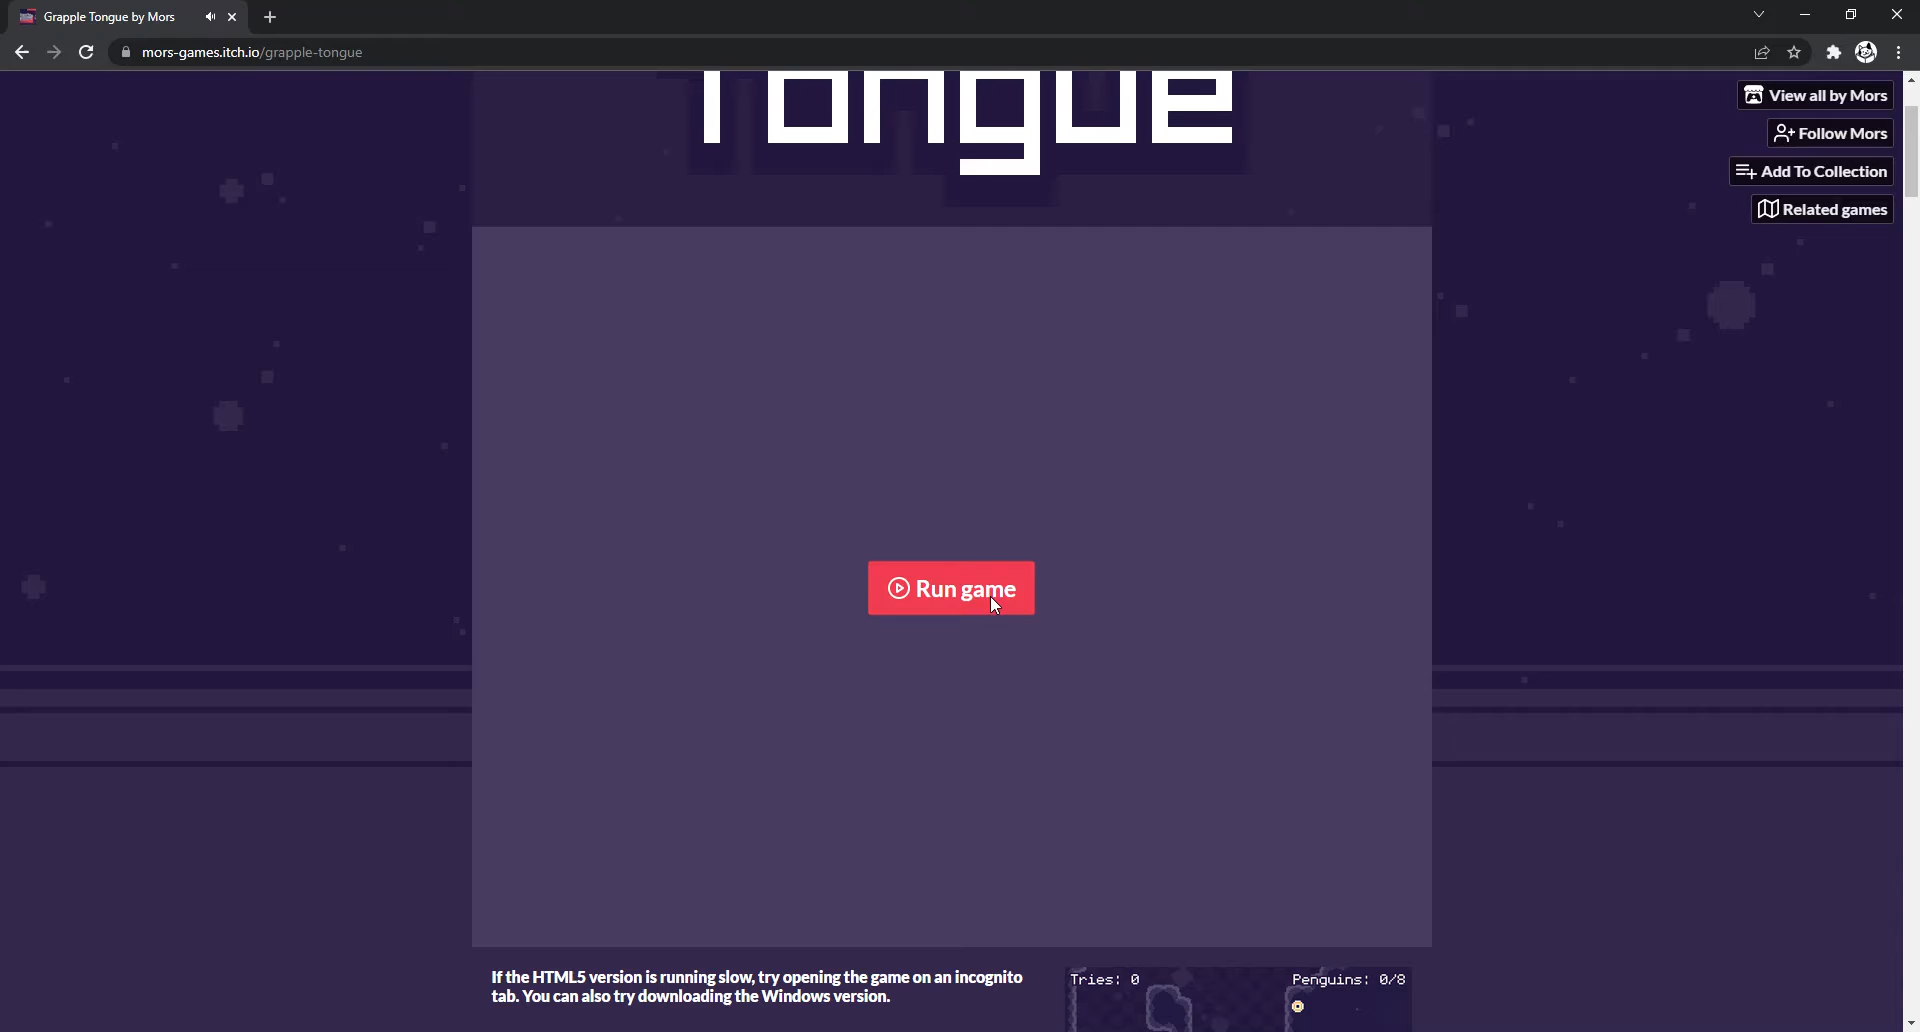 Grapple Tongue by Mors
mors-games.itch.io/grapple-tongue
Tongue
View all by Mors
Follow Mors
Add To Collection
Related games
Run game
If the HTML5 version is running slow, try opening the game on an incognito
tab. You can also try downloading the Windows version.
Tries: 0
Penguins: 0/8